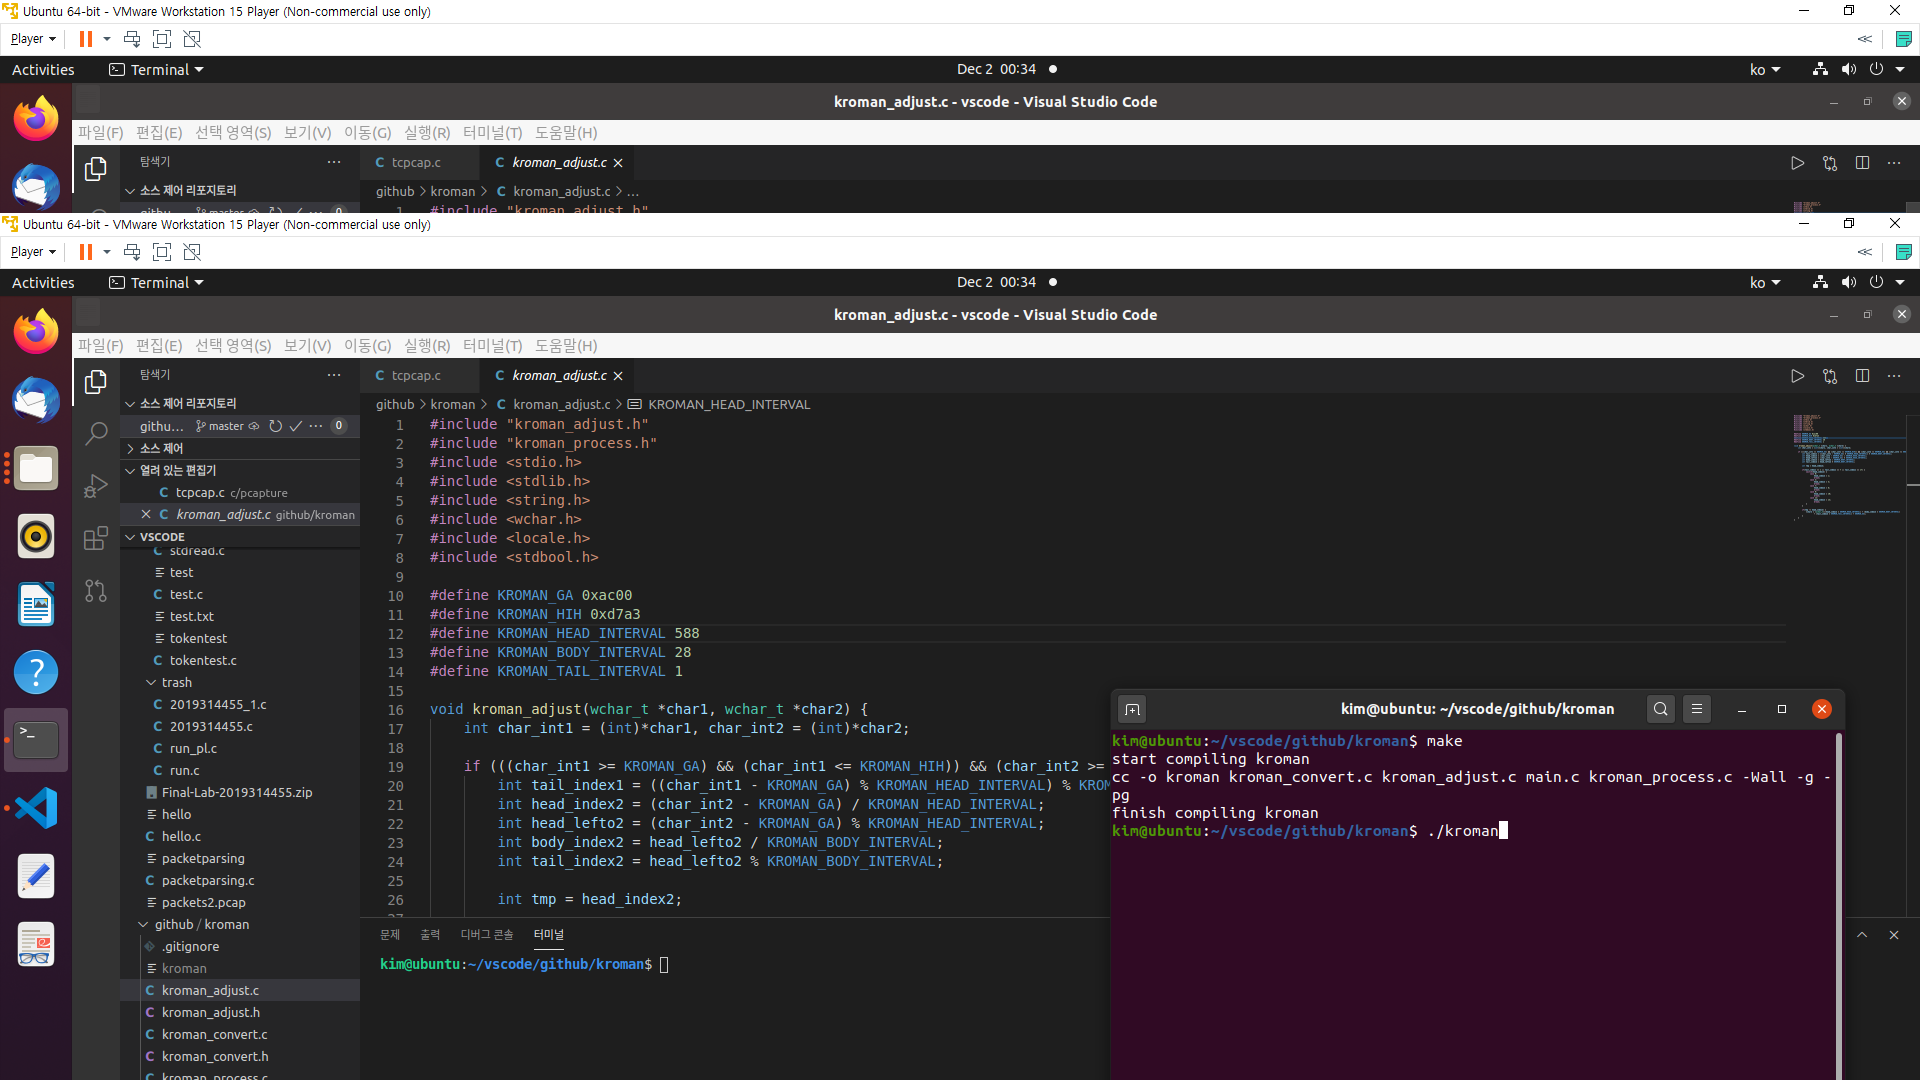 Ubuntu 64-bit - VMware Workstation 15 Player (Non-commercial use only)
Player
Activities
Terminal
Dec 2 00:34
ko
kroman_adjust.c - vscode - Visual Studio Code
파일(F) 편집(E) 선택 영역(S) 보기(V) 이동(G) 실행(R) 터미널(T) 도움말(H)
탐색기
C tcpcap.c
C kroman_adjust.c
소스 제어 리포지토리
github > kroman > C kroman_adjust.c > ...
githu... master 0
1 #include "kroman_adjust.h"
Ubuntu 64-bit - VMware Workstation 15 Player (Non-commercial use only)
Player
Activities
Terminal
Dec 2 00:34
ko
kroman_adjust.c - vscode - Visual Studio Code
파일(F) 편집(E) 선택 영역(S) 보기(V) 이동(G) 실행(R) 터미널(T) 도움말(H)
탐색기
소스 제어 리포지토리
githu... master 0
소스 제어
열려 있는 편집기
C tcpcap.c c/pcapture
C kroman_adjust.c github/kroman
VSCODE
C stdread.c
test
C test.c
test.txt
tokentest
C tokentest.c
trash
C 2019314455_1.c
C 2019314455.c
C run_pl.c
C run.c
Final-Lab-2019314455.zip
hello
C hello.c
packetparsing
C packetparsing.c
packets2.pcap
github / kroman
.gitignore
kroman
C kroman_adjust.c
C kroman_adjust.h
C kroman_convert.c
C kroman_convert.h
C kroman_process.c
C tcpcap.c
C kroman_adjust.c
github > kroman > C kroman_adjust.c > KROMAN_HEAD_INTERVAL
1 #include "kroman_adjust.h"
2 #include "kroman_process.h"
3 #include <stdio.h>
4 #include <stdlib.h>
5 #include <string.h>
6 #include <wchar.h>
7 #include <locale.h>
8 #include <stdbool.h>
9
10 #define KROMAN_GA 0xac00
11 #define KROMAN_HIH 0xd7a3
12 #define KROMAN_HEAD_INTERVAL 588
13 #define KROMAN_BODY_INTERVAL 28
14 #define KROMAN_TAIL_INTERVAL 1
15
16 void kroman_adjust(wchar_t *char1, wchar_t *char2) {
17 int char_int1 = (int)*char1, char_int2 = (int)*char2;
18
19 if (((char_int1 >= KROMAN_GA) && (char_int1 <= KROMAN_HIH)) && (char_int2 >=
20 int tail_index1 = ((char_int1 - KROMAN_GA) % KROMAN_HEAD_INTERVAL) % KROM
21 int head_index2 = (char_int2 - KROMAN_GA) / KROMAN_HEAD_INTERVAL;
22 int head_lefto2 = (char_int2 - KROMAN_GA) % KROMAN_HEAD_INTERVAL;
23 int body_index2 = head_lefto2 / KROMAN_BODY_INTERVAL;
24 int tail_index2 = head_lefto2 % KROMAN_BODY_INTERVAL;
25
26 int tmp = head_index2;
27
문제 출력 디버그 콘솔 터미널
kim@ubuntu:~/vscode/github/kroman$
kim@ubuntu: ~/vscode/github/kroman
kim@ubuntu:~/vscode/github/kroman$ make
start compiling kroman
cc -o kroman kroman_convert.c kroman_adjust.c main.c kroman_process.c -Wall -g -
pg
finish compiling kroman
kim@ubuntu:~/vscode/github/kroman$ ./kroman